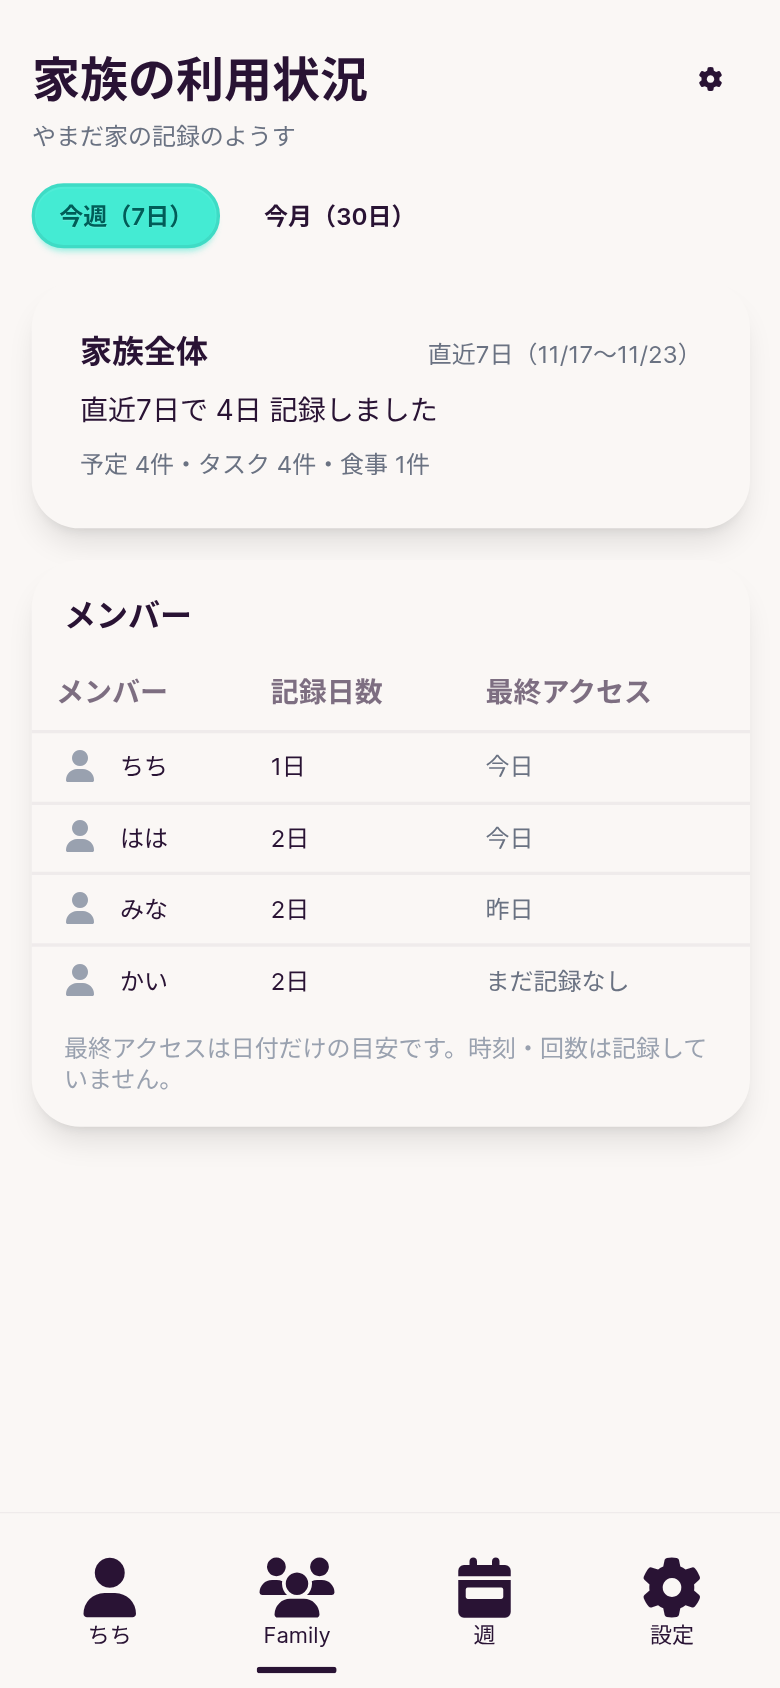 家族の利用状況
やまだ家の記録のようす
今週（7日） 今月（30日）
家族全体 直近7日（11/17〜11/23）
直近7日で 4日 記録しました
予定 4件・タスク 4件・食事 1件
メンバー
メンバー 記録日数 最終アクセス
ちち 1日 今日
はは 2日 今日
みな 2日 昨日
かい 2日 まだ記録なし
最終アクセスは日付だけの目安です。時刻・回数は記録して
いません。
ちち Family 週 設定